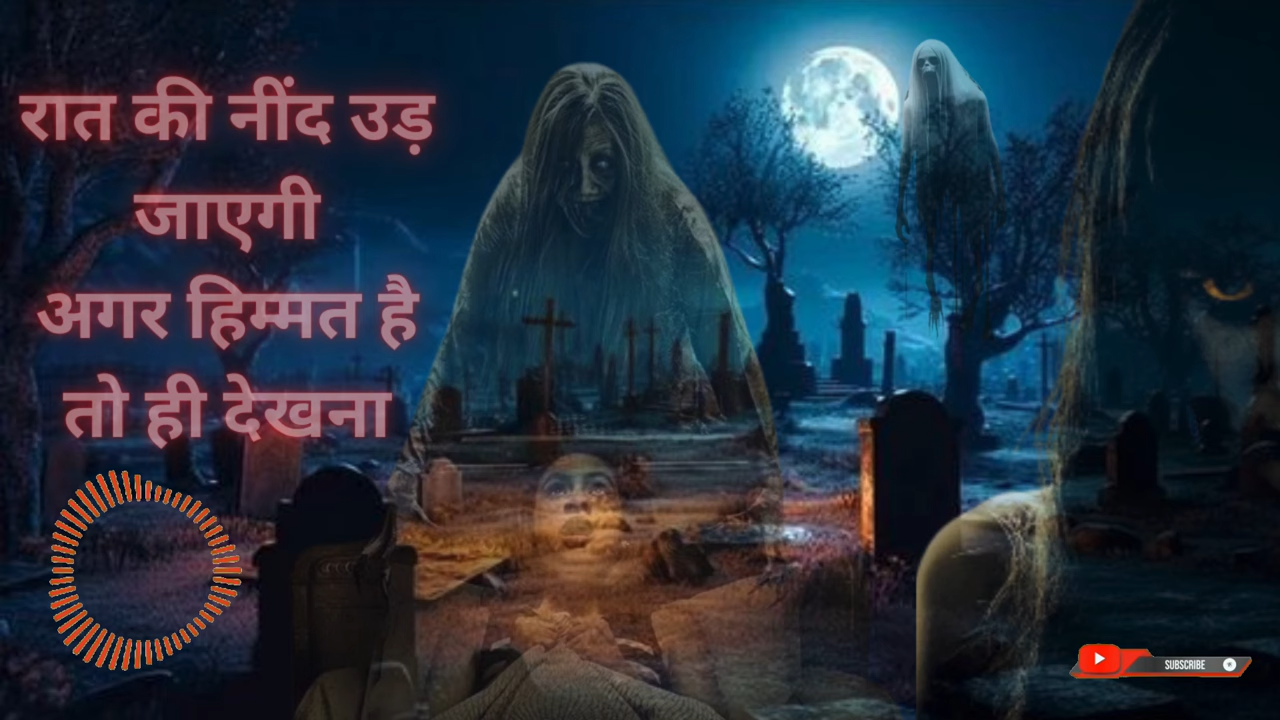 रात की नींद उड़
जाएगी
अगर हिम्मत है
तो ही देखना
SUBSCRIBE